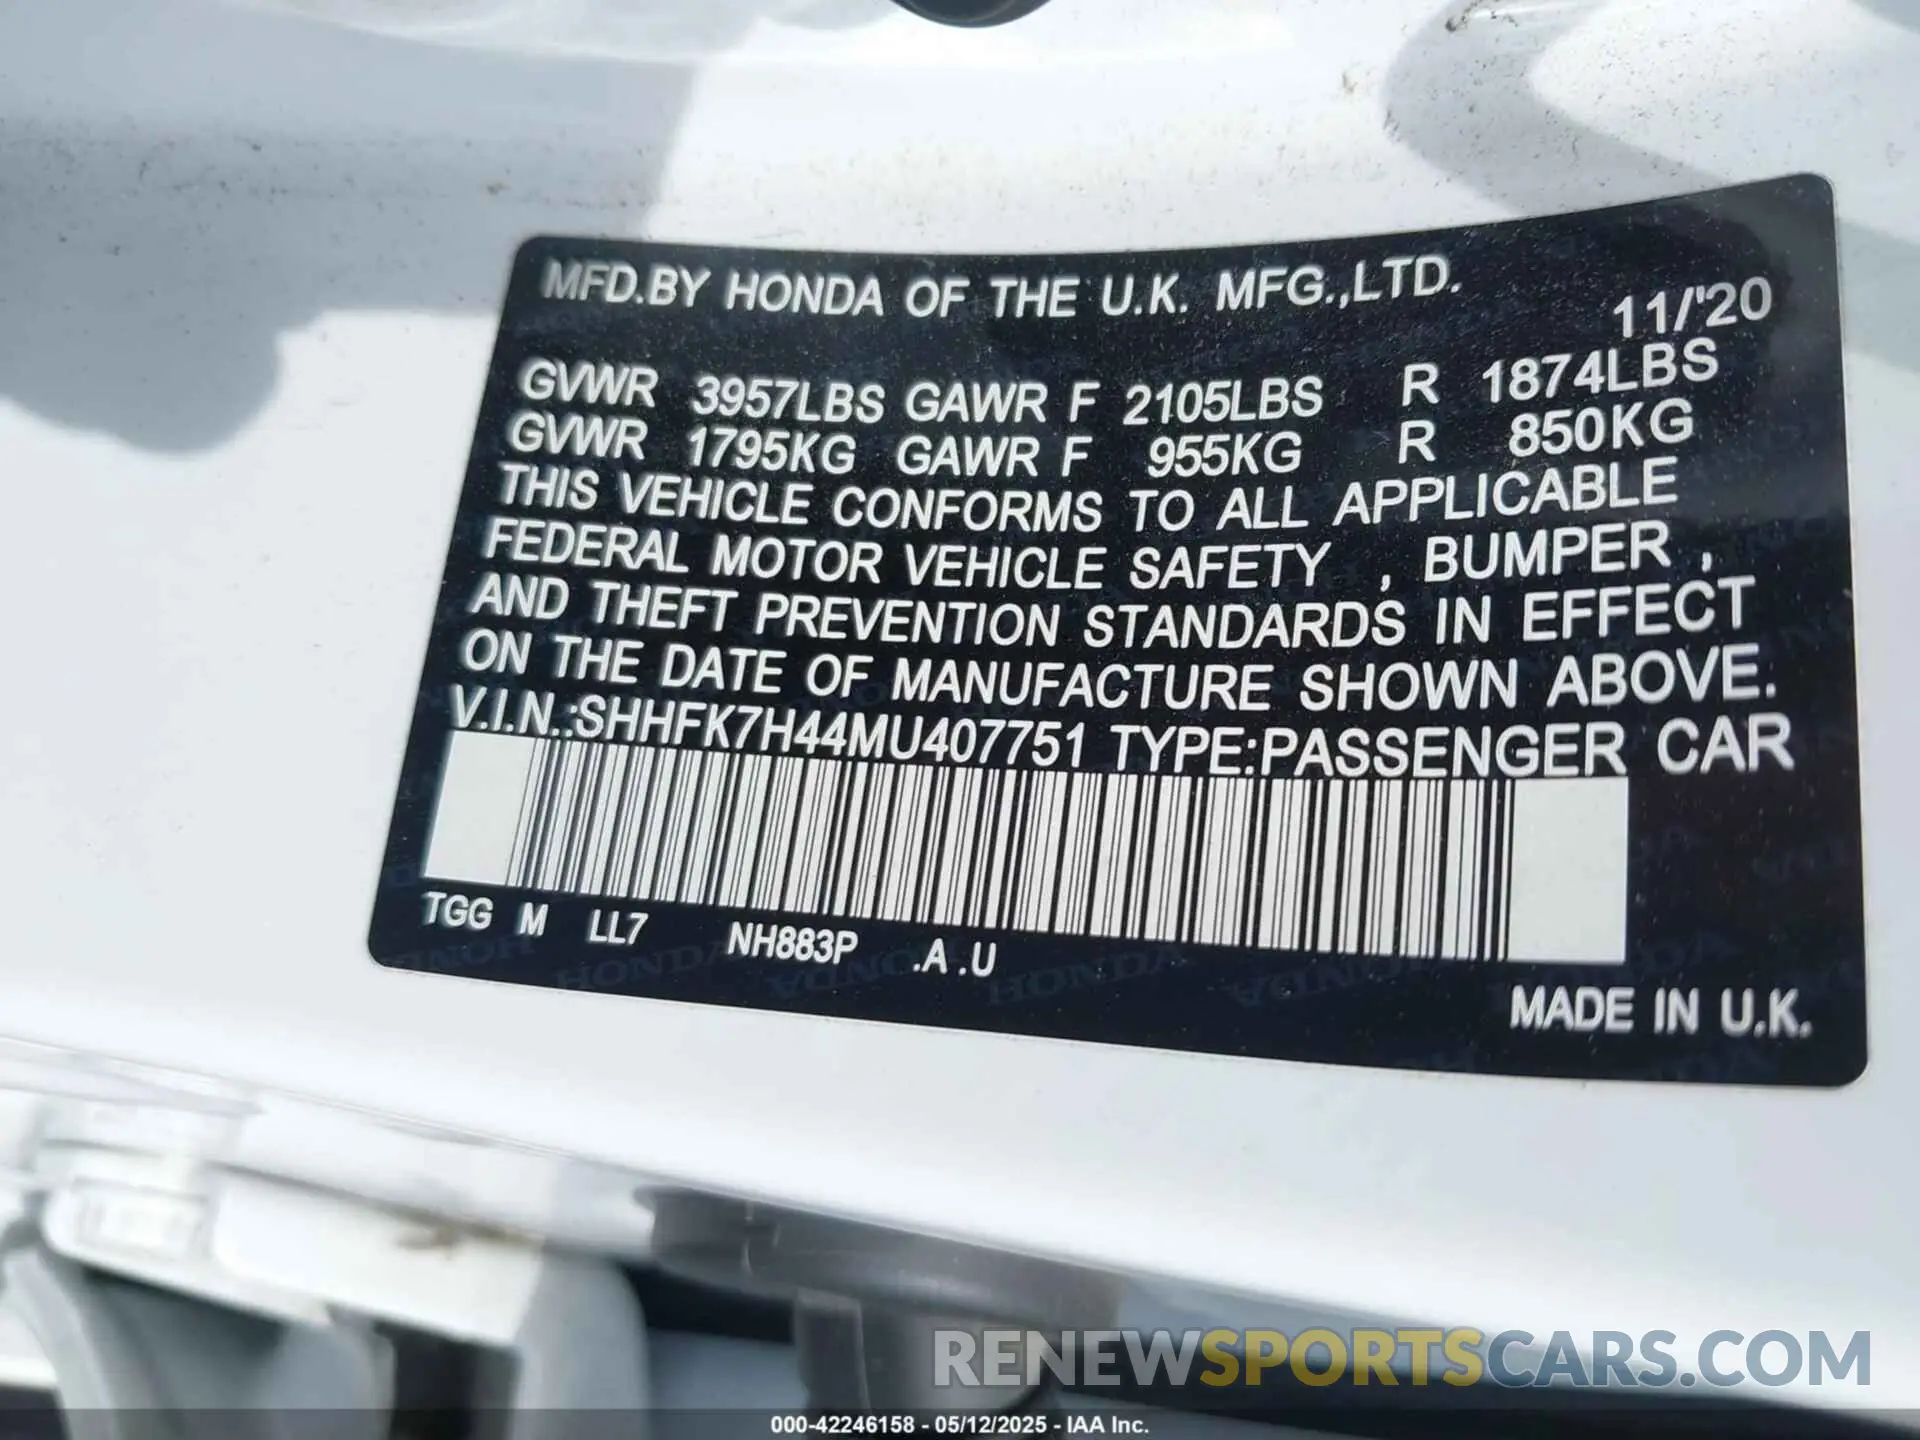 MFD.BY HONDA OF THE U.K. MFG.,LTD.
11/'20
GVWR 3957LBS GAWR F 2105LBS R 1874LBS
GVWR 1795KG GAWR F 955KG R 850KG
THIS VEHICLE CONFORMS TO ALL APPLICABLE
FEDERAL MOTOR VEHICLE SAFETY , BUMPER ,
AND THEFT PREVENTION STANDARDS IN EFFECT
ON THE DATE OF MANUFACTURE SHOWN ABOVE.
V.I.N.:SHHFK7H44MU407751 TYPE:PASSENGER CAR
TGG M LL7 NH883P .A .U
MADE IN U.K.
RENEWSPORTSCARS.COM
000-42246158 - 05/12/2025 - IAA Inc.